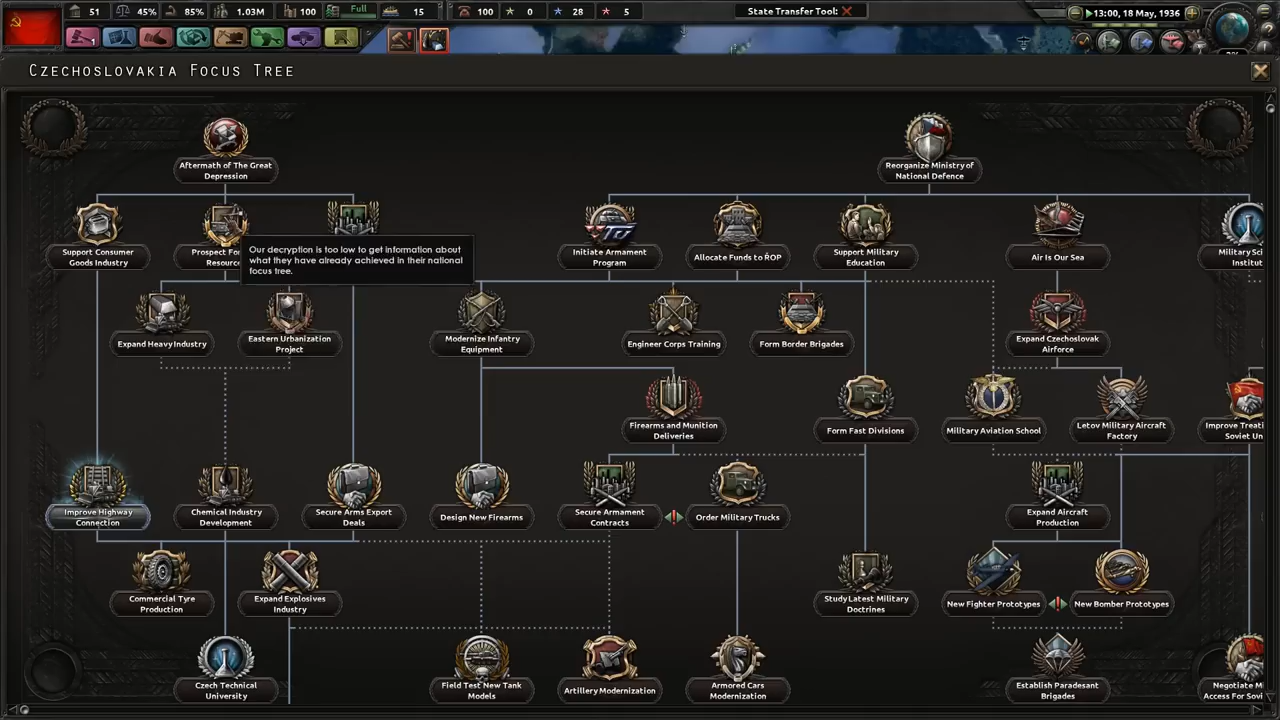 51 45% 85% 1.03M 100 Full 15 100 0 28 5 State Transfer Tool: 13:00, 18 May, 1936
Czechoslovakia Focus Tree
Aftermath of The Great
Depression
Reorganize Ministry of
National Defence
Support Consumer
Goods Industry
Prospect For
Resour
Our decryption is too low to get information about
what they have already achieved in their national
focus tree.
Initiate Armament
Program
Allocate Funds to ŘOP
Support Military
Education
Air Is Our Sea
Military Sci
Institut
Expand Heavy Industry
Eastern Urbanization
Project
Modernize Infantry
Equipment
Engineer Corps Training
Form Border Brigades
Expand Czechoslovak
Airforce
Firearms and Munition
Deliveries
Form Fast Divisions
Military Aviation School
Letov Military Aircraft
Factory
Improve Treati
Soviet Un
Improve Highway
Connection
Chemical Industry
Development
Secure Arms Export
Deals
Design New Firearms
Secure Armament
Contracts
Order Military Trucks
Expand Aircraft
Production
Commercial Tyre
Production
Expand Explosives
Industry
Study Latest Military
Doctrines
New Fighter Prototypes
New Bomber Prototypes
Czech Technical
University
Field Test New Tank
Models
Artillery Modernization
Armored Cars
Modernization
Establish Paradesant
Brigades
Negotiate Mi
Access For Sovi